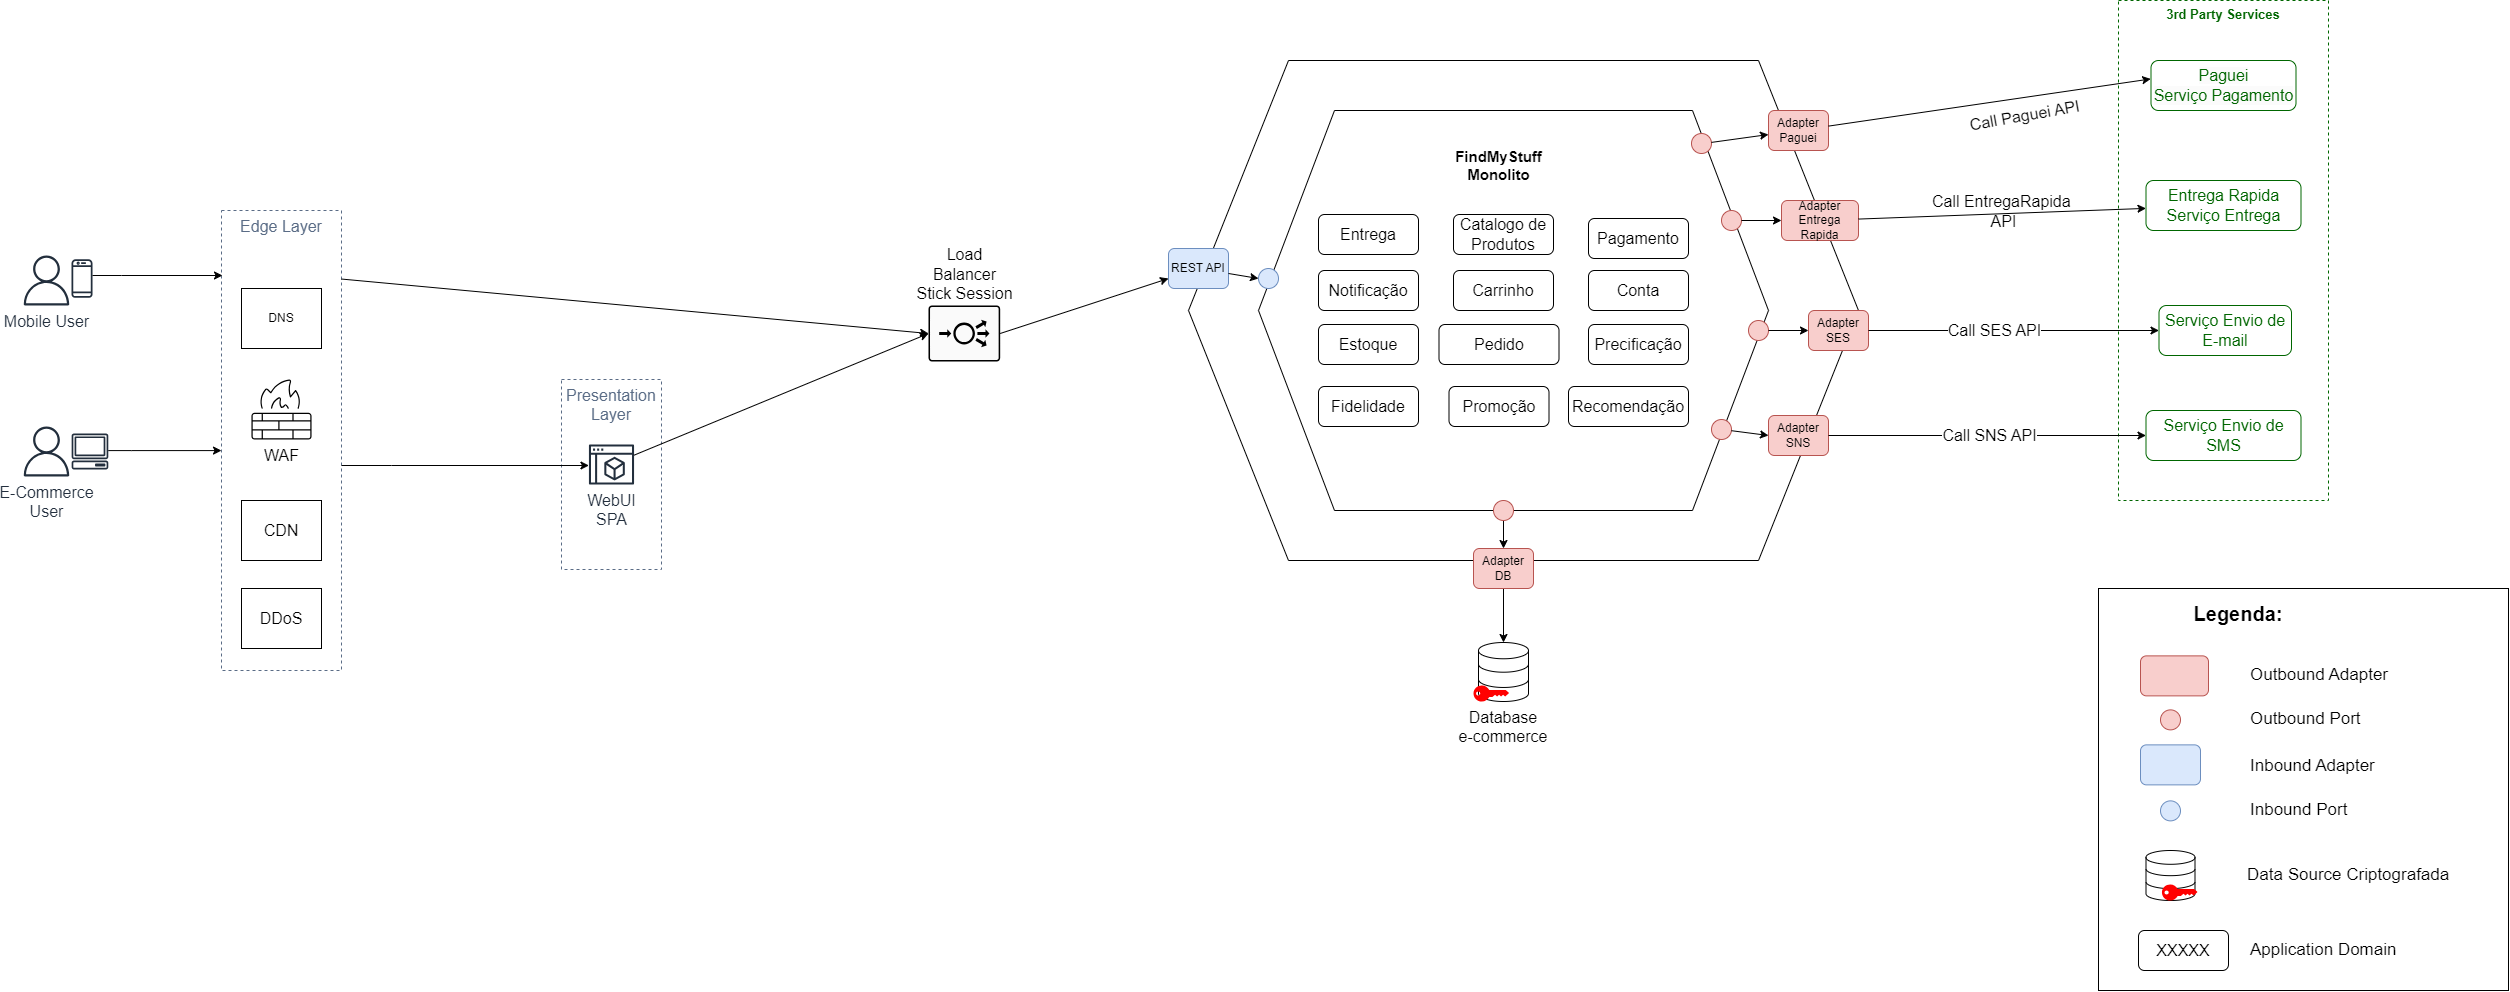 Mobile User
E-Commerce
User
Edge Layer
DNS
WAF
CDN
DDoS
Presentation
Layer
WebUI
SPA
Load
Balancer
Stick Session
REST API
FindMyStuff
Monolito
Entrega
Catalogo de
Produtos
Pagamento
Notificação
Carrinho
Conta
Estoque
Pedido
Precificação
Fidelidade
Promoção
Recomendação
Adapter
Paguei
Adapter
Entrega
Rapida
Adapter
SES
Adapter
SNS
Adapter
DB
Database
e-commerce
Call Paguei API
Call EntregaRapida
API
Call SES API
Call SNS API
3rd Party Services
Paguei
Serviço Pagamento
Entrega Rapida
Serviço Entrega
Serviço Envio de
E-mail
Serviço Envio de
SMS
Legenda:
Outbound Adapter
Outbound Port
Inbound Adapter
Inbound Port
Data Source Criptografada
XXXXX
Application Domain